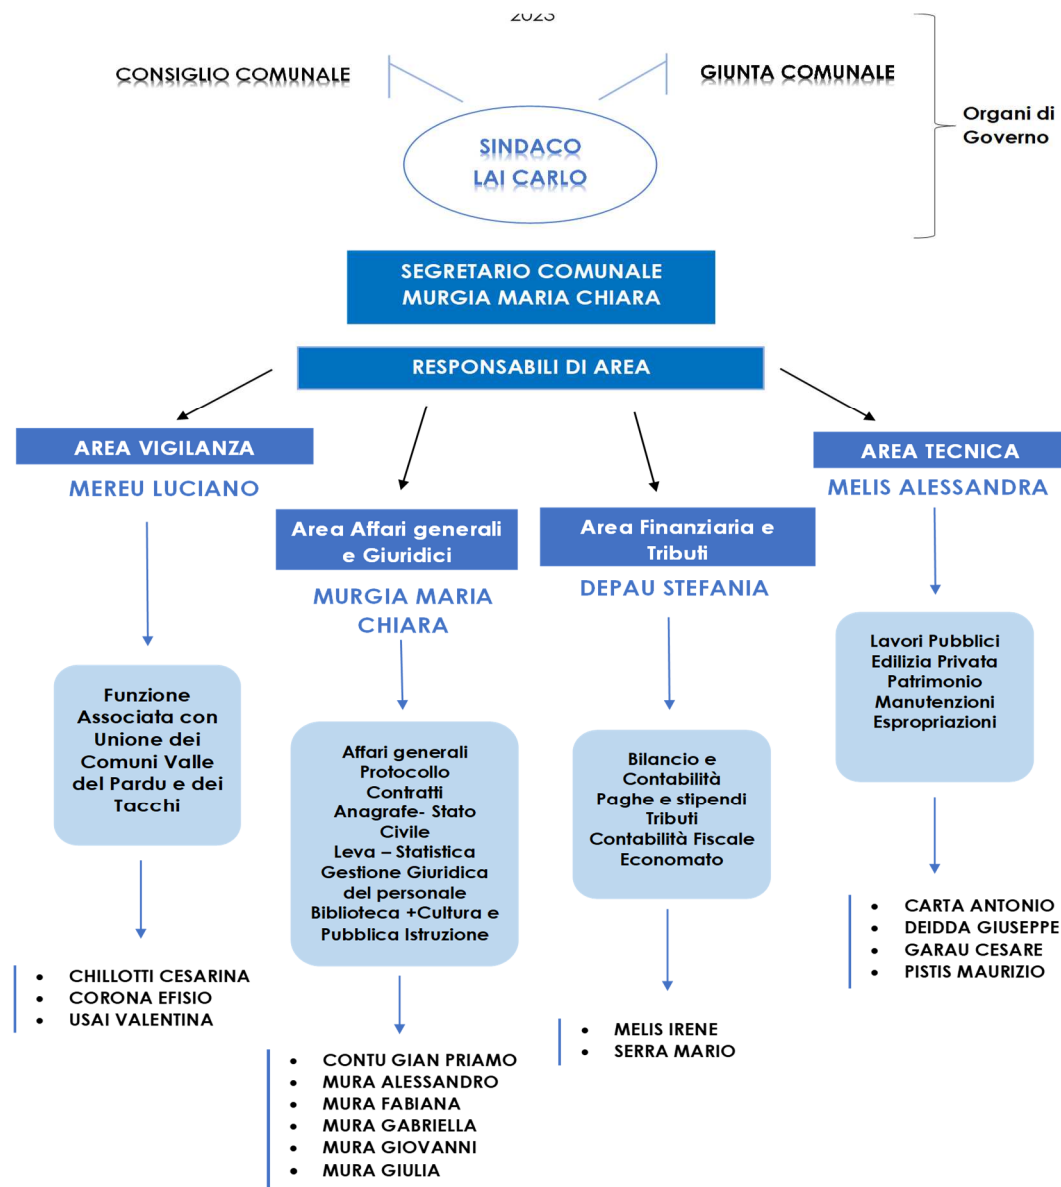 2023
CONSIGLIO COMUNALE
GIUNTA COMUNALE
Organi di
Governo
SINDACO
LAI CARLO
SEGRETARIO COMUNALE
MURGIA MARIA CHIARA
RESPONSABILI DI AREA
AREA VIGILANZA
MEREU LUCIANO
Funzione
Associata con
Unione dei
Comuni Valle
del Pardu e dei
Tacchi
• CHILLOTTI CESARINA
• CORONA EFISIO
• USAI VALENTINA
Area Affari generali
e Giuridici
MURGIA MARIA
CHIARA
Affari generali
Protocollo
Contratti
Anagrafe- Stato
Civile
Leva – Statistica
Gestione Giuridica
del personale
Biblioteca +Cultura e
Pubblica Istruzione
• CONTU GIAN PRIAMO
• MURA ALESSANDRO
• MURA FABIANA
• MURA GABRIELLA
• MURA GIOVANNI
• MURA GIULIA
Area Finanziaria e
Tributi
DEPAU STEFANIA
Bilancio e
Contabilità
Paghe e stipendi
Tributi
Contabilità Fiscale
Economato
• MELIS IRENE
• SERRA MARIO
AREA TECNICA
MELIS ALESSANDRA
Lavori Pubblici
Edilizia Privata
Patrimonio
Manutenzioni
Espropriazioni
• CARTA ANTONIO
• DEIDDA GIUSEPPE
• GARAU CESARE
• PISTIS MAURIZIO